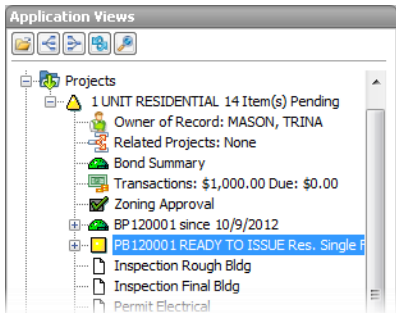 Application Views
Projects
1 UNIT RESIDENTIAL 14 Item(s) Pending
Owner of Record: MASON, TRINA
Related Projects: None
Bond Summary
Transactions: $1,000.00 Due: $0.00
Zoning Approval
BP120001 since 10/9/2012
PB120001 READY TO ISSUE Res. Single F
Inspection Rough Bldg
Inspection Final Bldg
Permit Electrical